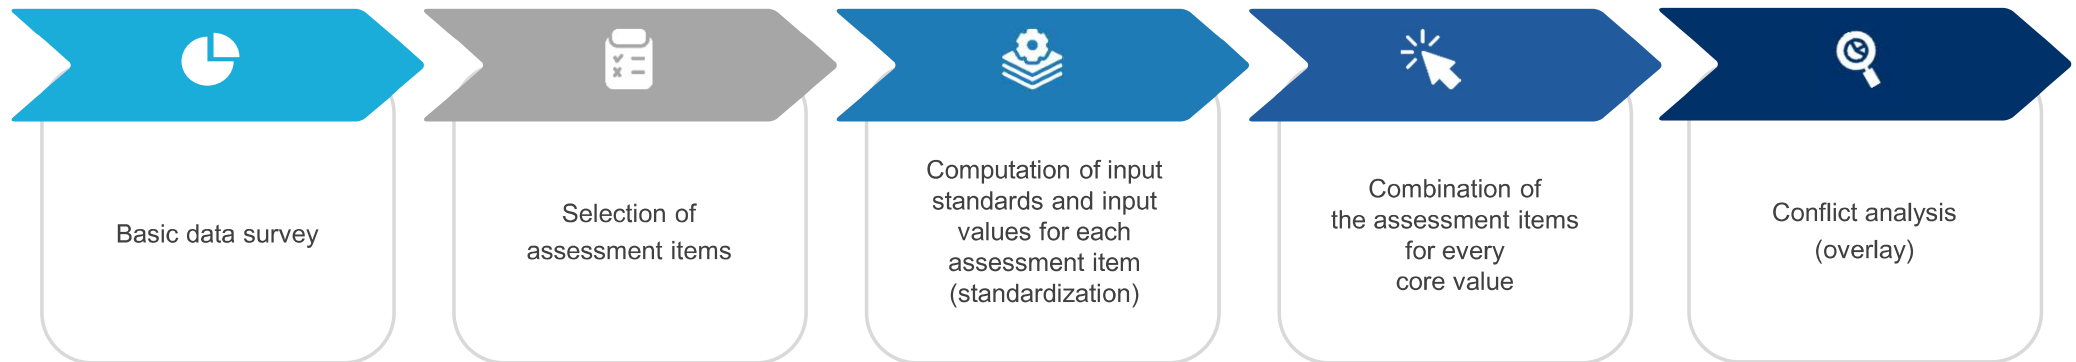 Basic data survey
Selection of
assessment items
Computation of input
standards and input
values for each
assessment item
(standardization)
Combination of
the assessment items
for every
core value
Conflict analysis
(overlay)